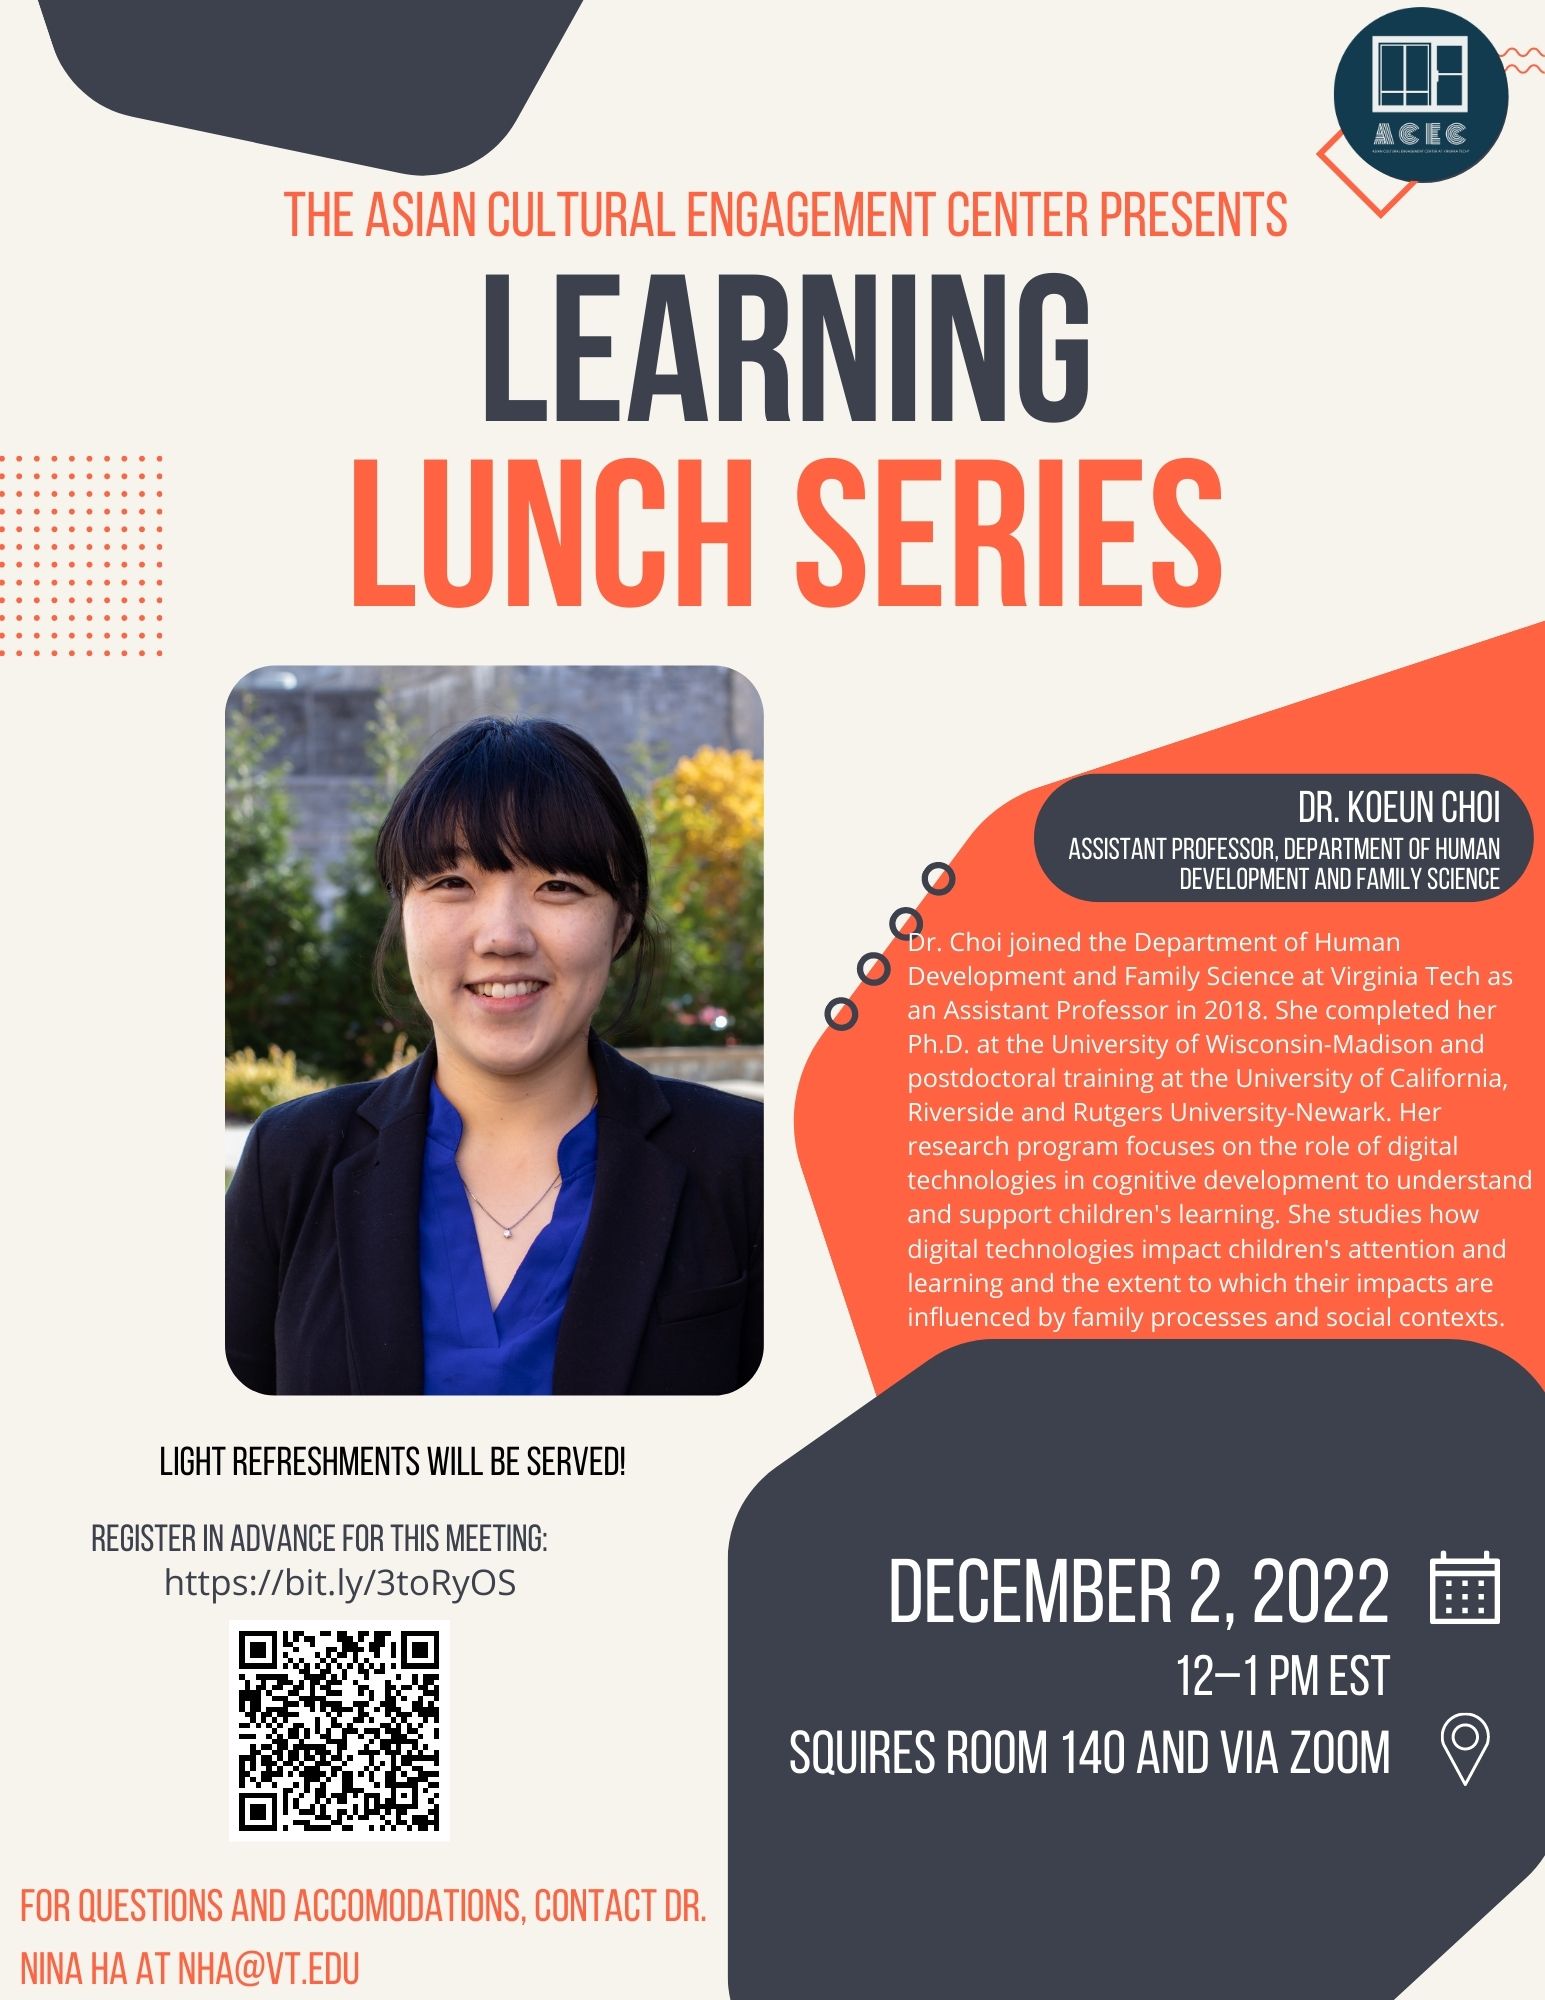 ACEC
THE ASIAN CULTURAL ENGAGEMENT CENTER PRESENTS
LEARNING
LUNCH SERIES
DR. KOEUN CHOI
ASSISTANT PROFESSOR, DEPARTMENT OF HUMAN
DEVELOPMENT AND FAMILY SCIENCE
Dr. Choi joined the Department of Human
Development and Family Science at Virginia Tech as
an Assistant Professor in 2018. She completed her
Ph.D. at the University of Wisconsin-Madison and
postdoctoral training at the University of California,
Riverside and Rutgers University-Newark. Her
research program focuses on the role of digital
technologies in cognitive development to understand
and support children's learning. She studies how
digital technologies impact children's attention and
learning and the extent to which their impacts are
influenced by family processes and social contexts.
LIGHT REFRESHMENTS WILL BE SERVED!
REGISTER IN ADVANCE FOR THIS MEETING:
https://bit.ly/3toRyOS
DECEMBER 2, 2022
12–1 PM EST
SQUIRES ROOM 140 AND VIA ZOOM
FOR QUESTIONS AND ACCOMODATIONS, CONTACT DR.
NINA HA AT NHA@VT.EDU